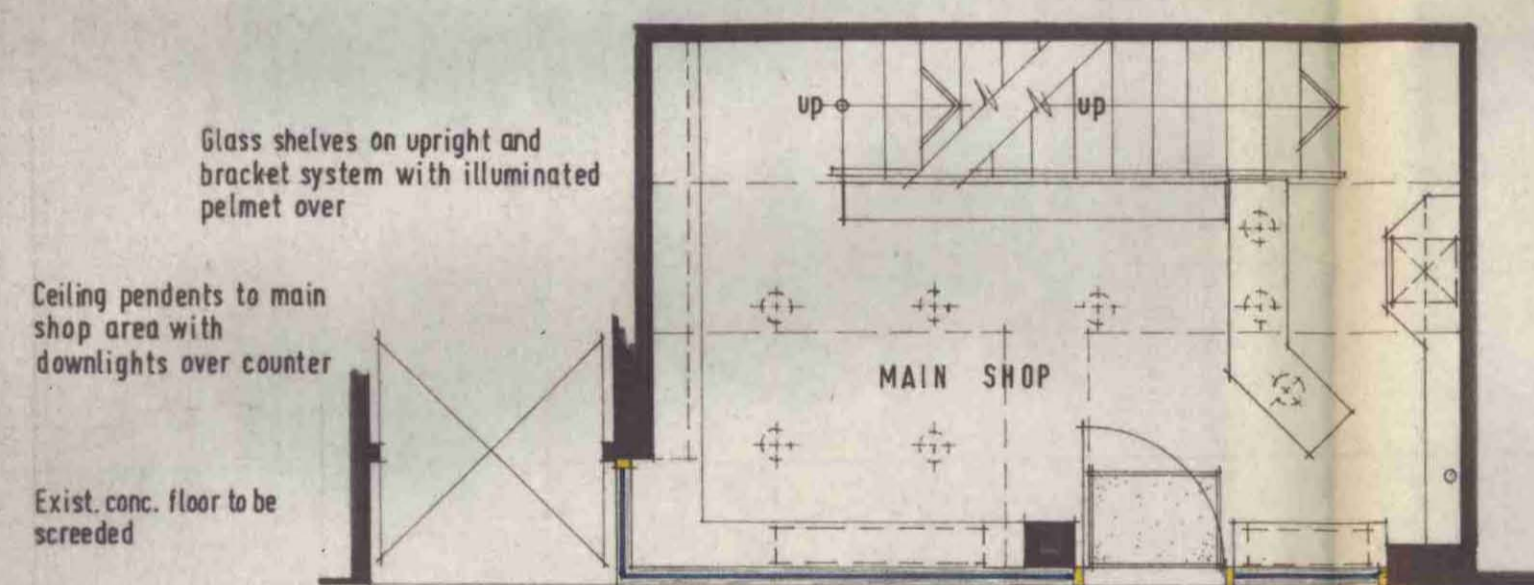 Glass shelves on upright and
bracket system with illuminated
pelmet over
Ceiling pendents to main
shop area with
downlights over counter
Exist. conc. floor to be
screeded
up
up
MAIN SHOP